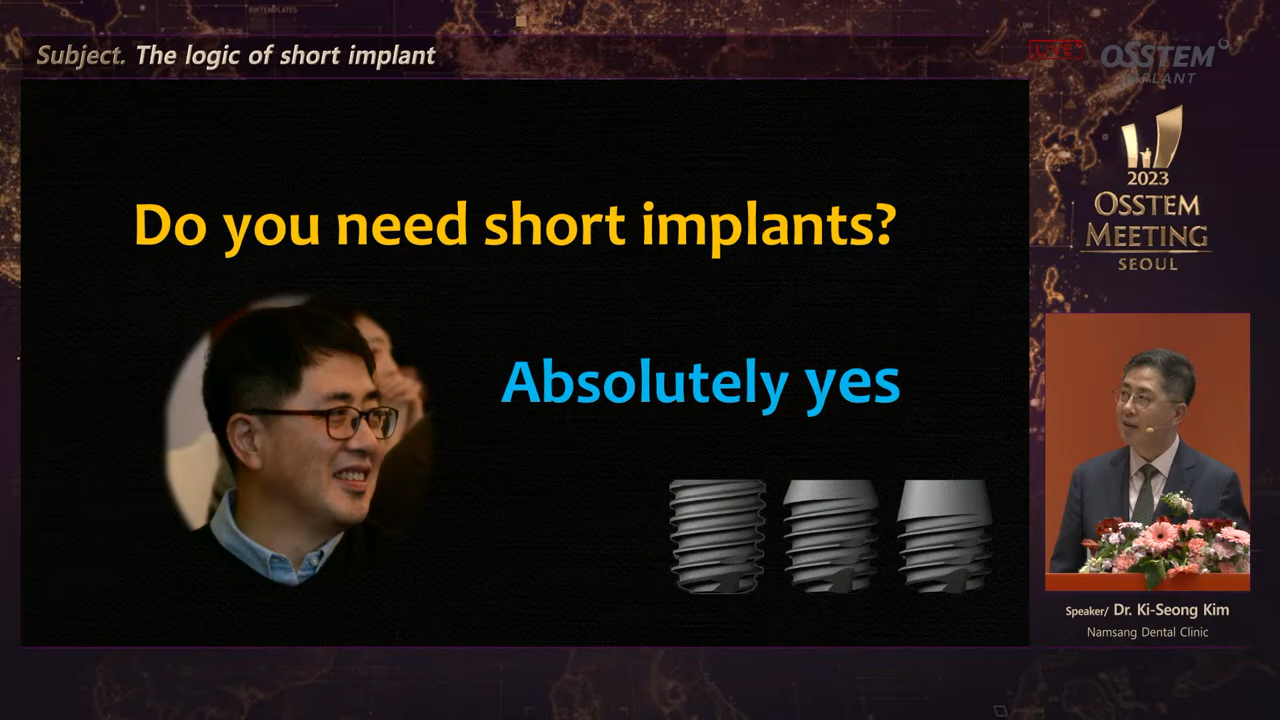 Subject. The logic of short implant
LIVE
OSSTEM
IMPLANT
Do you need short implants?
Absolutely yes
2023
OSSTEM
MEETING
SEOUL
Speaker/ Dr. Ki-Seong Kim
Namsang Dental Clinic